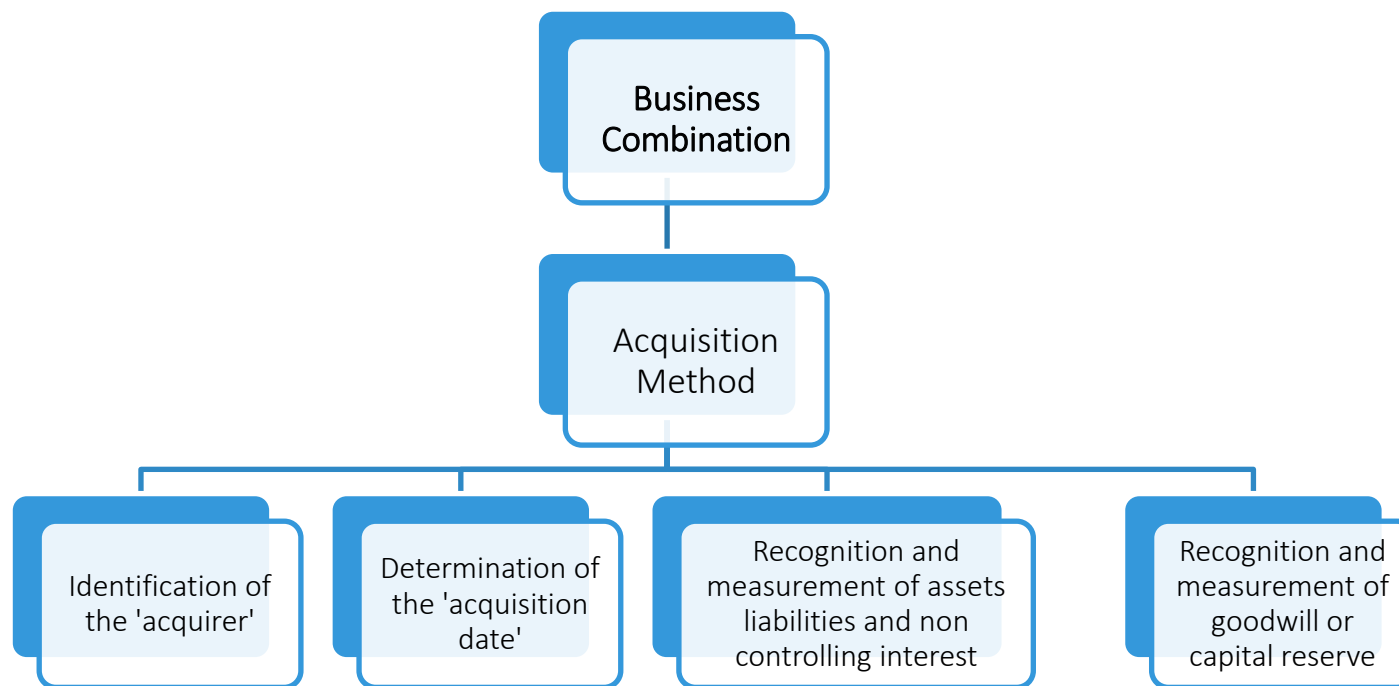 Business
Combination
Acquisition
Method
Identification of
the 'acquirer'
Determination of
the 'acquisition
date'
Recognition and
measurement of assets
liabilities and non
controlling interest
Recognition and
measurement of
goodwill or
capital reserve